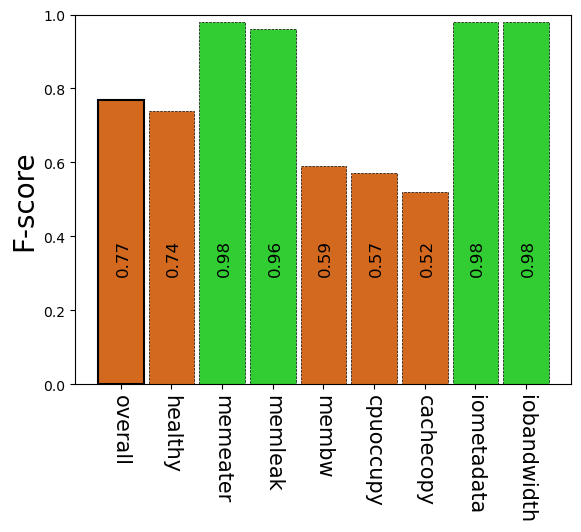 F-score
1.0
0.8
0.6
0.4
0.2
0.0
0.77
0.74
0.98
0.96
0.59
0.57
0.52
0.98
0.98
overall
healthy
memeater
memleak
membw
cpuoccupy
cachecopy
iometadata
iobandwidth